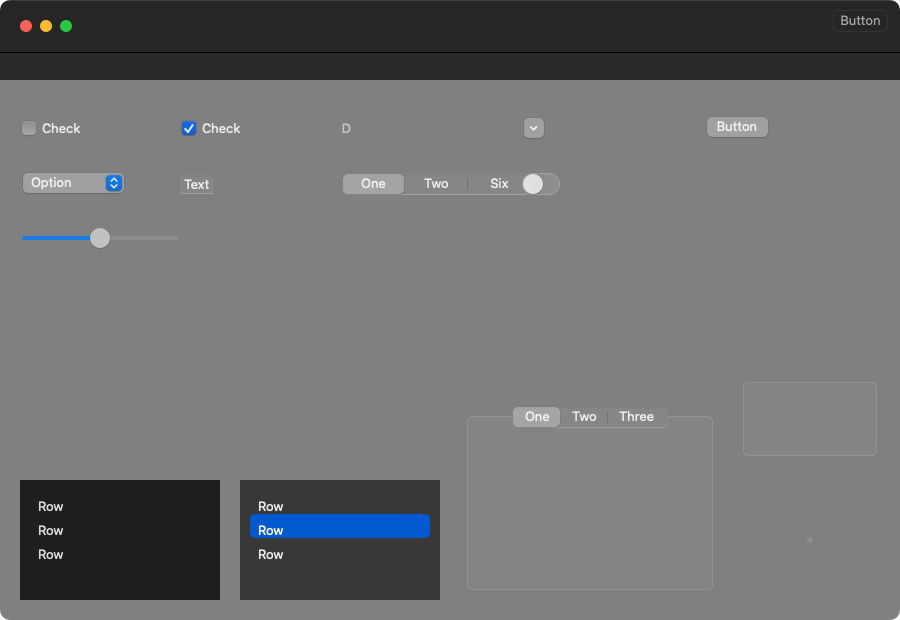 Button
Check
Check
D
Button
Option
Text
One
Two
Six
One
Two
Three
Row
Row
Row
Row
Row
Row